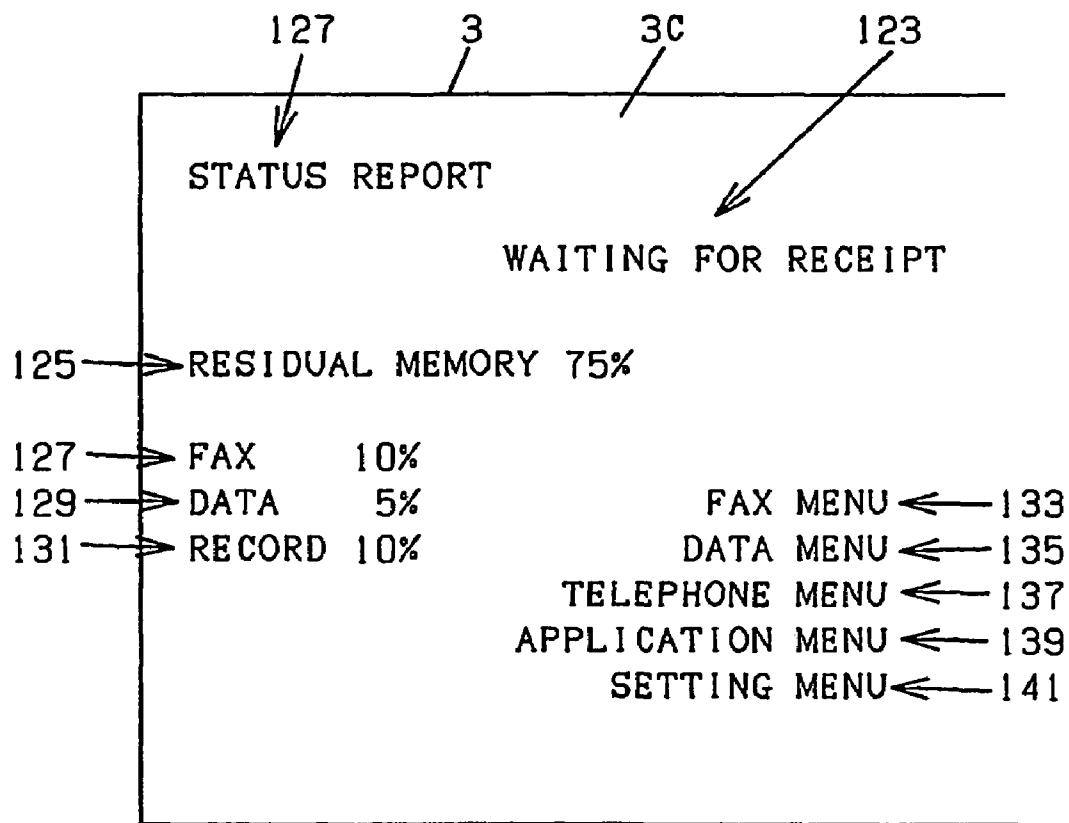 127 3 3C 123
STATUS REPORT
WAITING FOR RECEIPT
125 RESIDUAL MEMORY 75%
127 FAX 10%
129 DATA 5% FAX MENU 133
131 RECORD 10% DATA MENU 135
TELEPHONE MENU 137
APPLICATION MENU 139
SETTING MENU 141